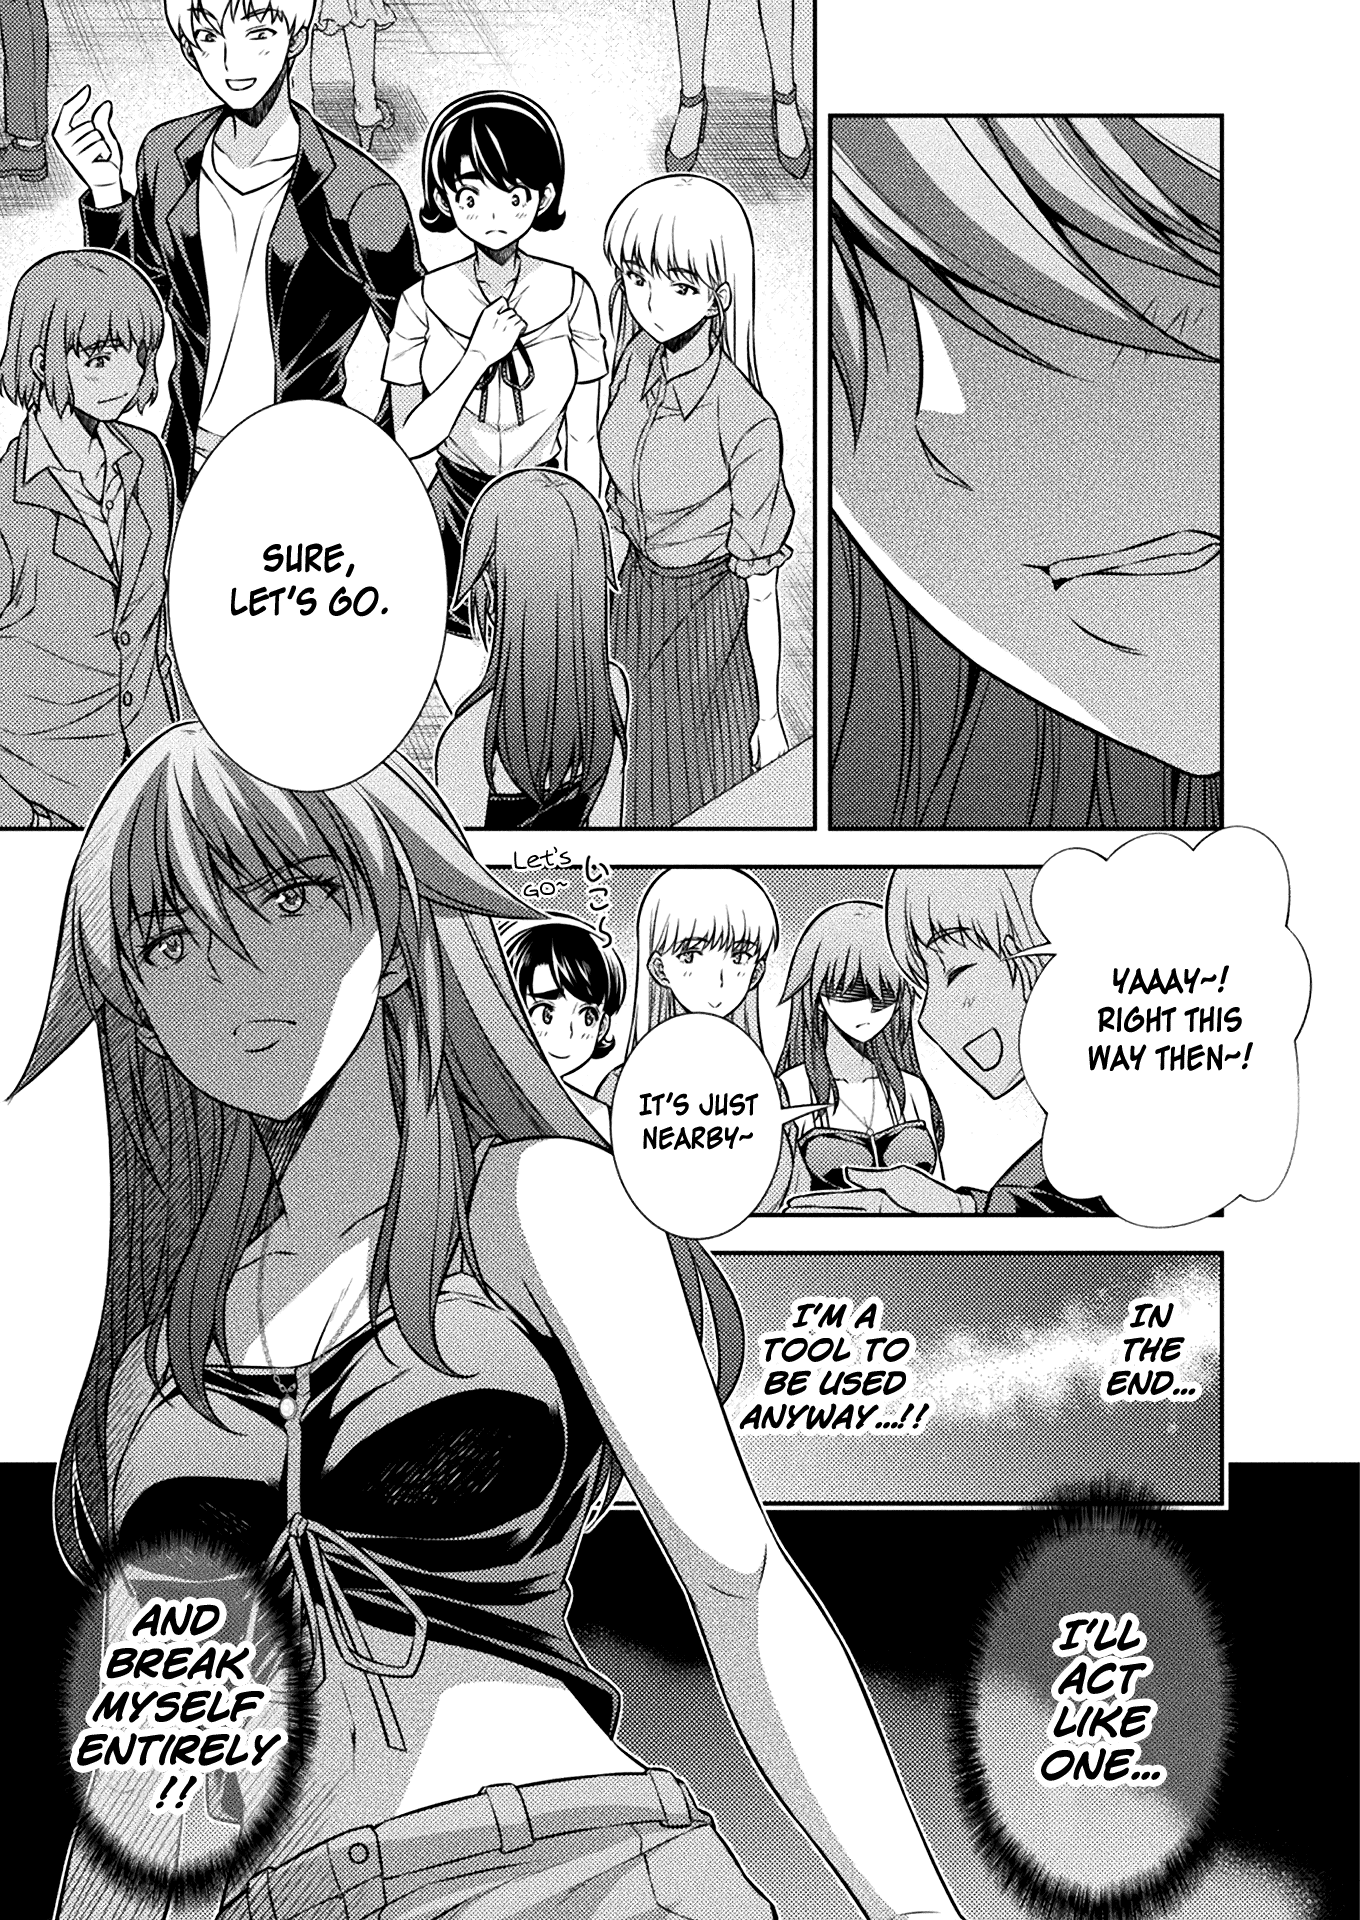 SURE,
LET'S GO.
YAAAY~!
RIGHT THIS
WAY THEN~!
IT'S JUST
NEARBY~
いこ〜
Let's
GO~
IN
THE
END...
I'M A
TOOL TO
BE USED
ANYWAY...!!
I'LL
ACT
LIKE
ONE...
AND
BREAK
MYSELF
ENTIRELY
!!